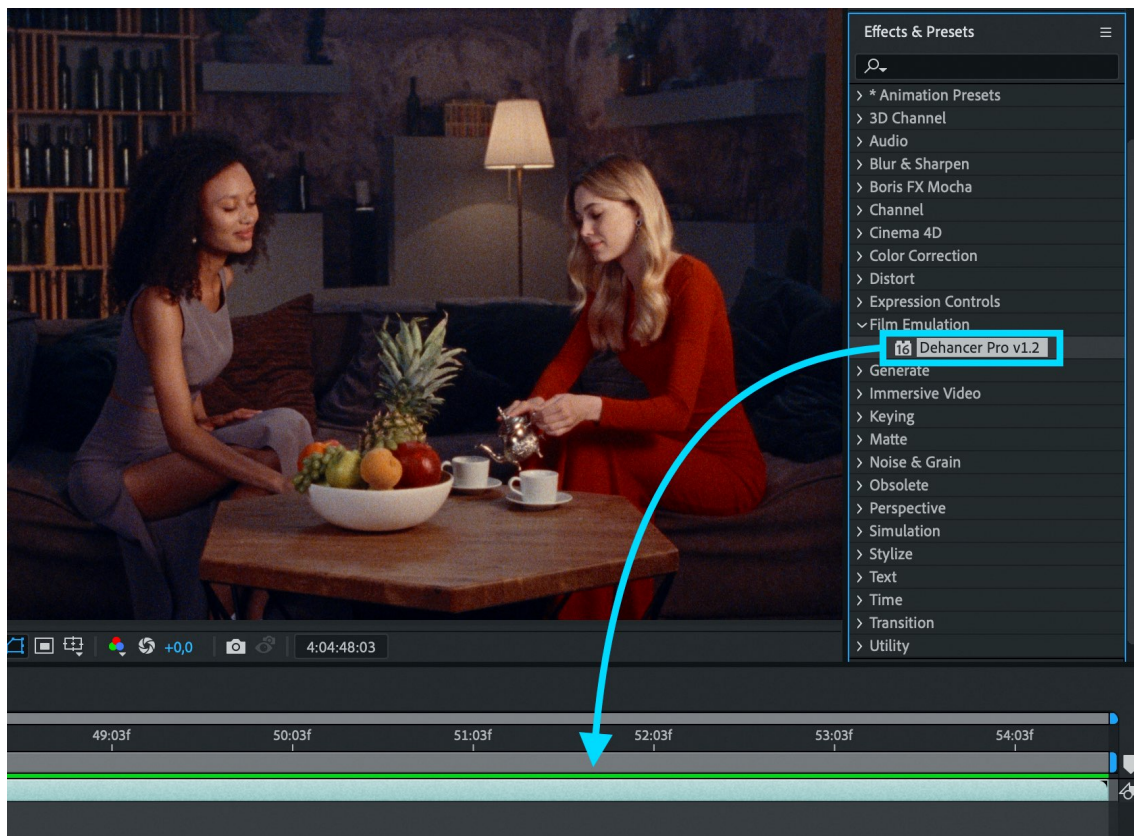 Effects & Presets
* Animation Presets
3D Channel
Audio
Blur & Sharpen
Boris FX Mocha
Channel
Cinema 4D
Color Correction
Distort
Expression Controls
Film Emulation
16 Dehancer Pro v1.2
Generate
Immersive Video
Keying
Matte
Noise & Grain
Obsolete
Perspective
Simulation
Stylize
Text
Time
Transition
Utility
+0,0 4:04:48:03
49:03f 50:03f 51:03f 52:03f 53:03f 54:03f